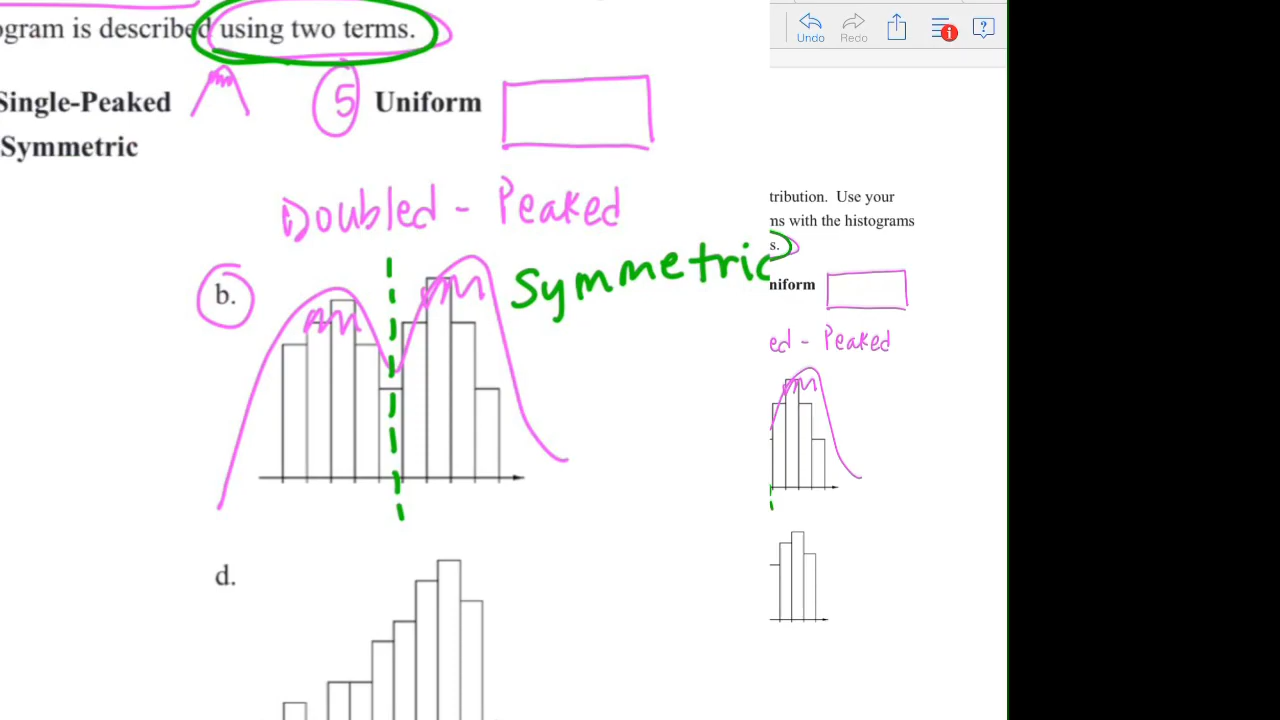 ogram is described using two terms.
Single-Peaked
5 Uniform
Symmetric
Doubled - Peaked
b.
Symmetric
d.
Undo
Redo
i
?
tribution. Use your
ms with the histograms
s.
niform
ed - Peaked